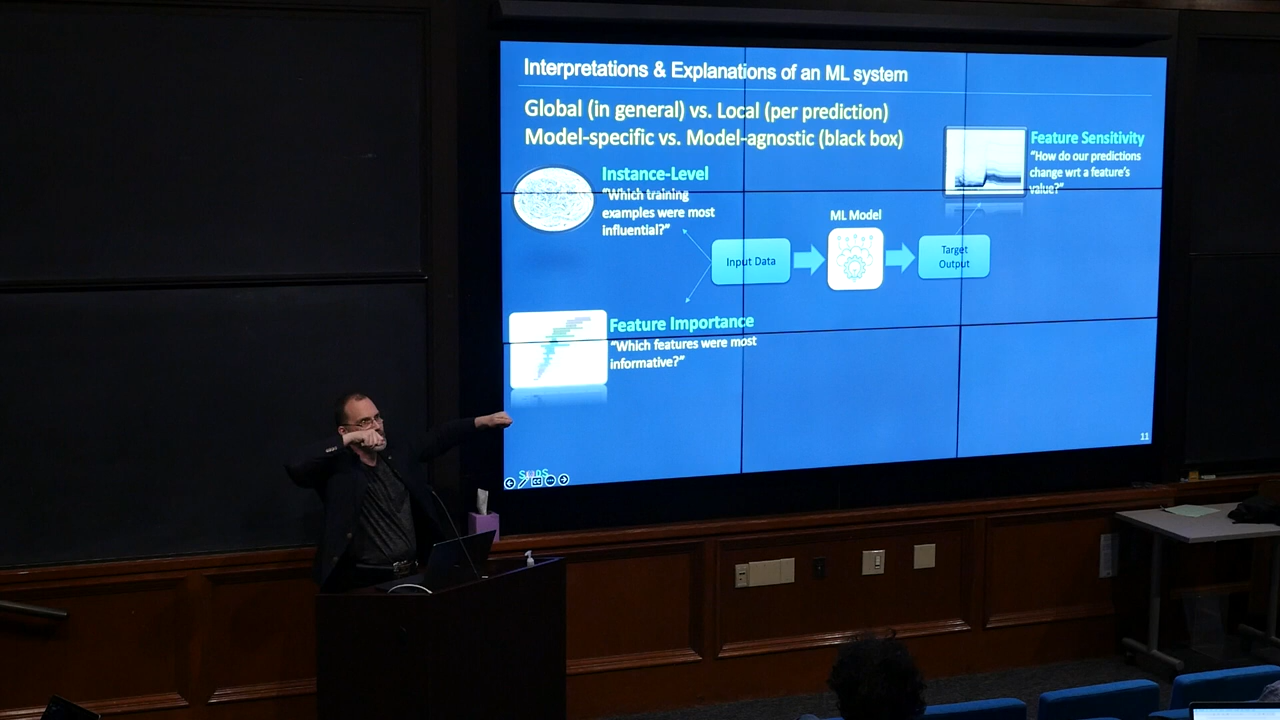 Interpretations & Explanations of an ML system
Global (in general) vs. Local (per prediction)
Model-specific vs. Model-agnostic (black box)
Instance-Level
"Which training
examples were most
influential?"
Feature Sensitivity
"How do our predictions
change wrt a feature's
value?"
ML Model
Input Data
Target
Output
Feature Importance
"Which features were most
informative?"
11